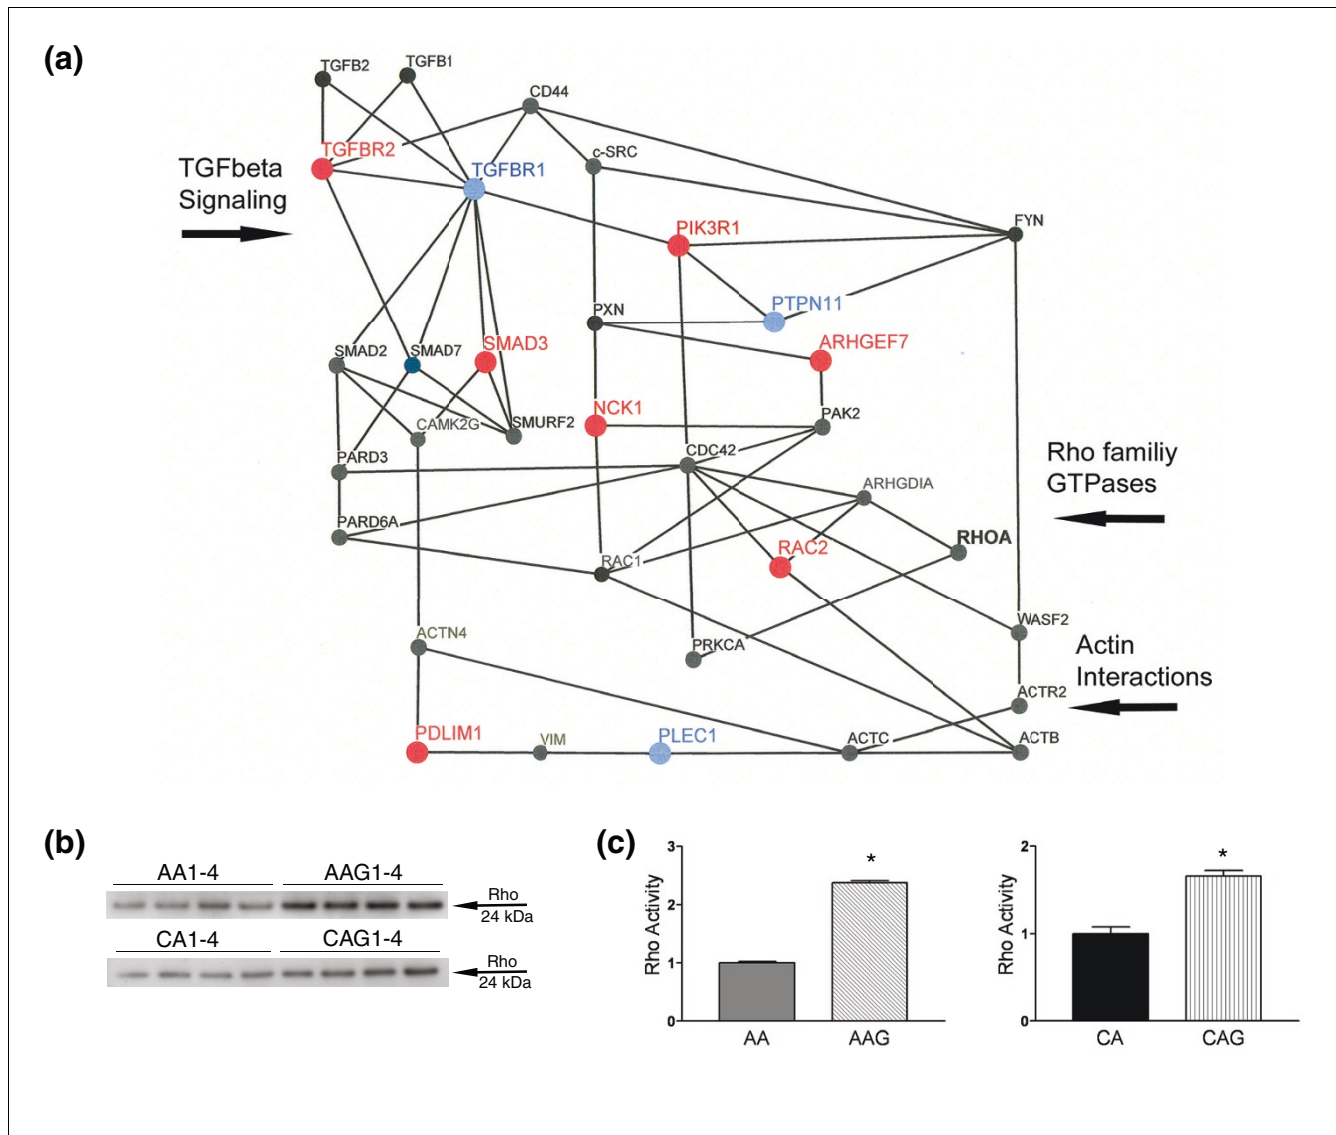 (a)
TGFB2
TGFB1
CD44
TGFBR2
TGFBR1
c-SRC
TGFbeta
Signaling
PIK3R1
FYN
PXN
PTPN11
SMAD2
SMAD7
SMAD3
ARHGEF7
CAMK2G
SMURF2
NCK1
PAK2
PARD3
CDC42
Rho familiy
GTPases
ARHGDIA
PARD6A
RHOA
RAC1
RAC2
ACTN4
PRKCA
WASF2
Actin
Interactions
ACTR2
PDLIM1
VIM
PLEC1
ACTC
ACTB
(b)
AA1-4 AAG1-4
Rho
24 kDa
CA1-4 CAG1-4
Rho
24 kDa
(c)
Rho Activity
3
2
1
0
*
AA AAG
Rho Activity
2
1
0
*
CA CAG